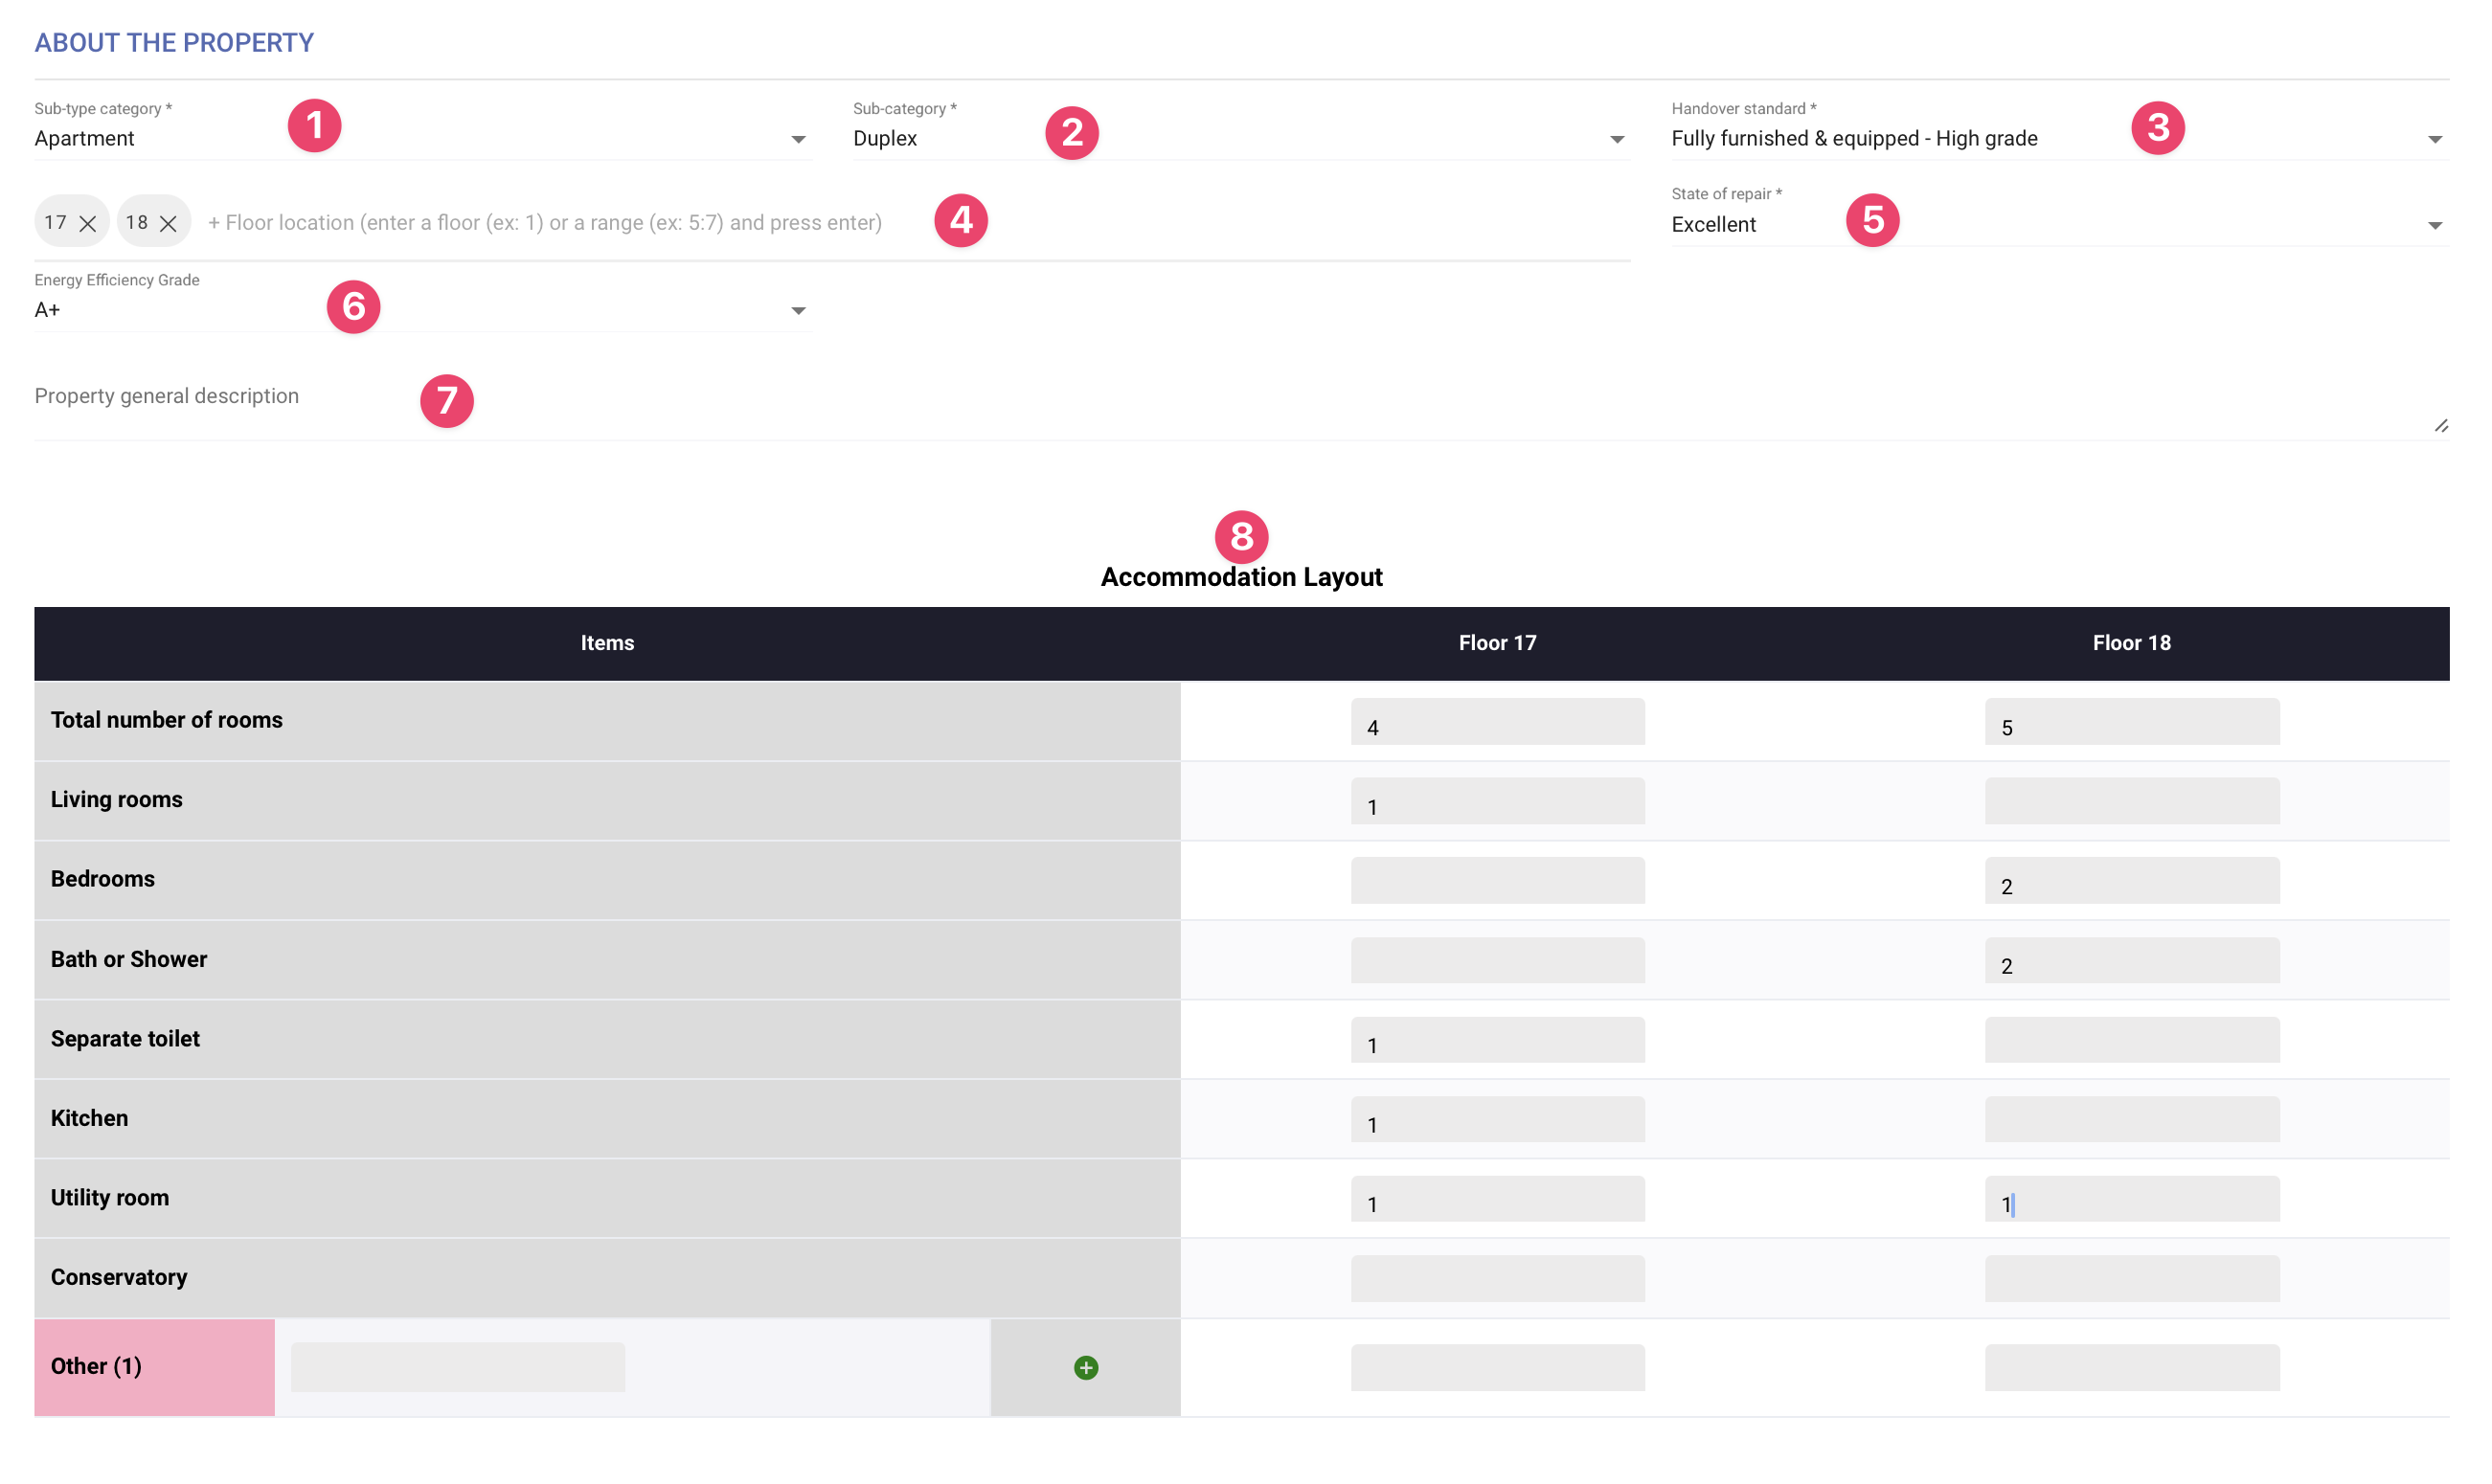 ABOUT THE PROPERTY
Sub-type category *
Apartment
1
Sub-category *
Duplex
2
Handover standard *
Fully furnished & equipped - High grade
3
17 18 + Floor location (enter a floor (ex: 1) or a range (ex: 5:7) and press enter)
4
State of repair *
Excellent
5
Energy Efficiency Grade
A+
6
Property general description
7
8
Accommodation Layout
Items Floor 17 Floor 18
Total number of rooms 4 5
Living rooms 1
Bedrooms 2
Bath or Shower 2
Separate toilet 1
Kitchen 1
Utility room 1 1
Conservatory
Other (1)